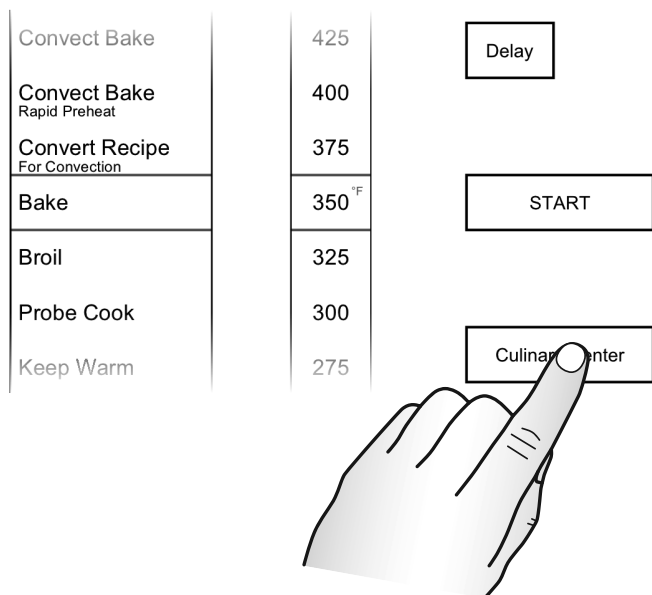 Convect Bake
Convect Bake
Rapid Preheat
Convert Recipe
For Convection
Bake
Broil
Probe Cook
Keep Warm
425
400
375
350 °F
325
300
275
Delay
START